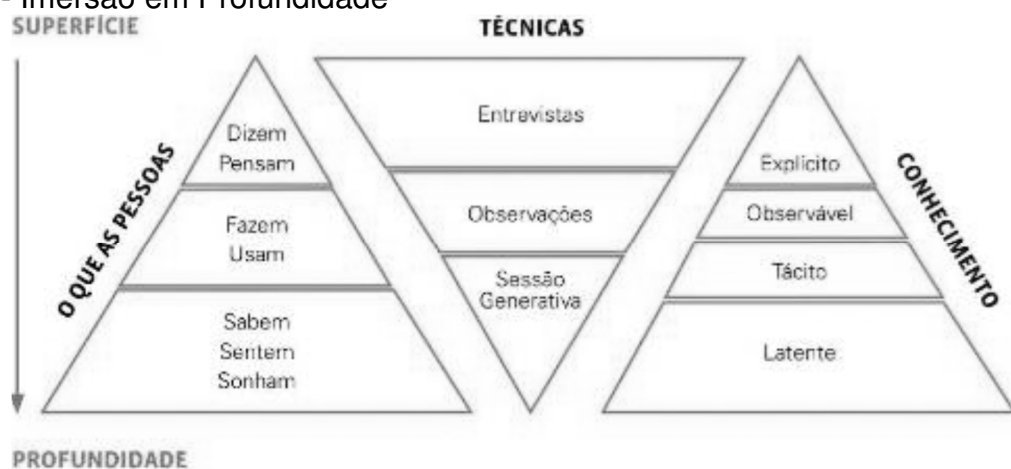 - Imersão em Profundidade
SUPERFÍCIE
TÉCNICAS
O QUE AS PESSOAS
Dizem
Pensam
Fazem
Usam
Sabem
Sentem
Sonham
Entrevistas
Observações
Sessão
Generativa
Explícito
Observável
Tácito
Latente
CONHECIMENTO
PROFUNDIDADE